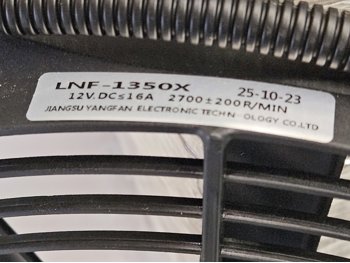 LNF-1350X 25-10-23
12V.DC≤16A 2700±200R/MIN
JIANGSU YANGFAN ELECTRONIC TECHN OLOGY CO.LTD